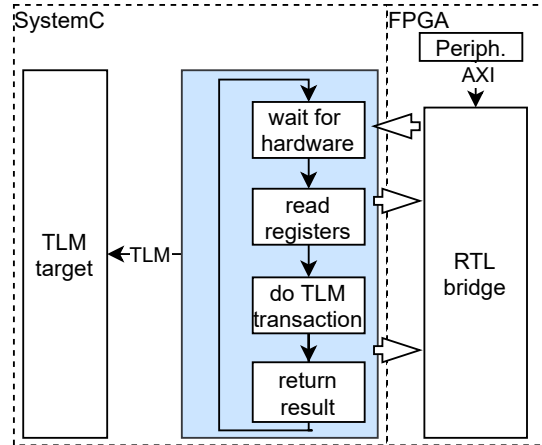 SystemC
FPGA
Periph.
AXI
wait for
hardware
read
registers
TLM
target
TLM
RTL
bridge
do TLM
transaction
return
result